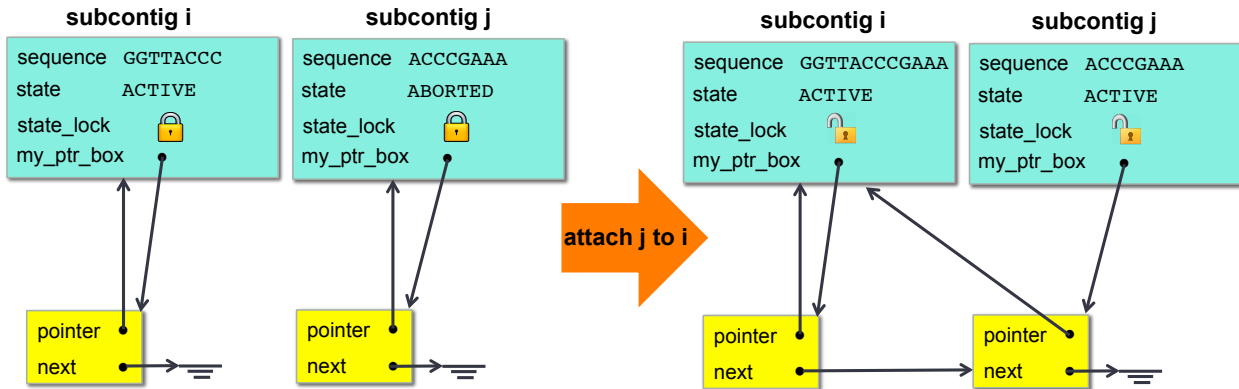 subcontig i
sequence GGTTACCC
state ACTIVE
state_lock
my_ptr_box
pointer
next
subcontig j
sequence ACCCGAAA
state ABORTED
state_lock
my_ptr_box
pointer
next
attach j to i
subcontig i
sequence GGTTACCCGAAA
state ACTIVE
state_lock
my_ptr_box
pointer
next
subcontig j
sequence ACCCGAAA
state ACTIVE
state_lock
my_ptr_box
pointer
next